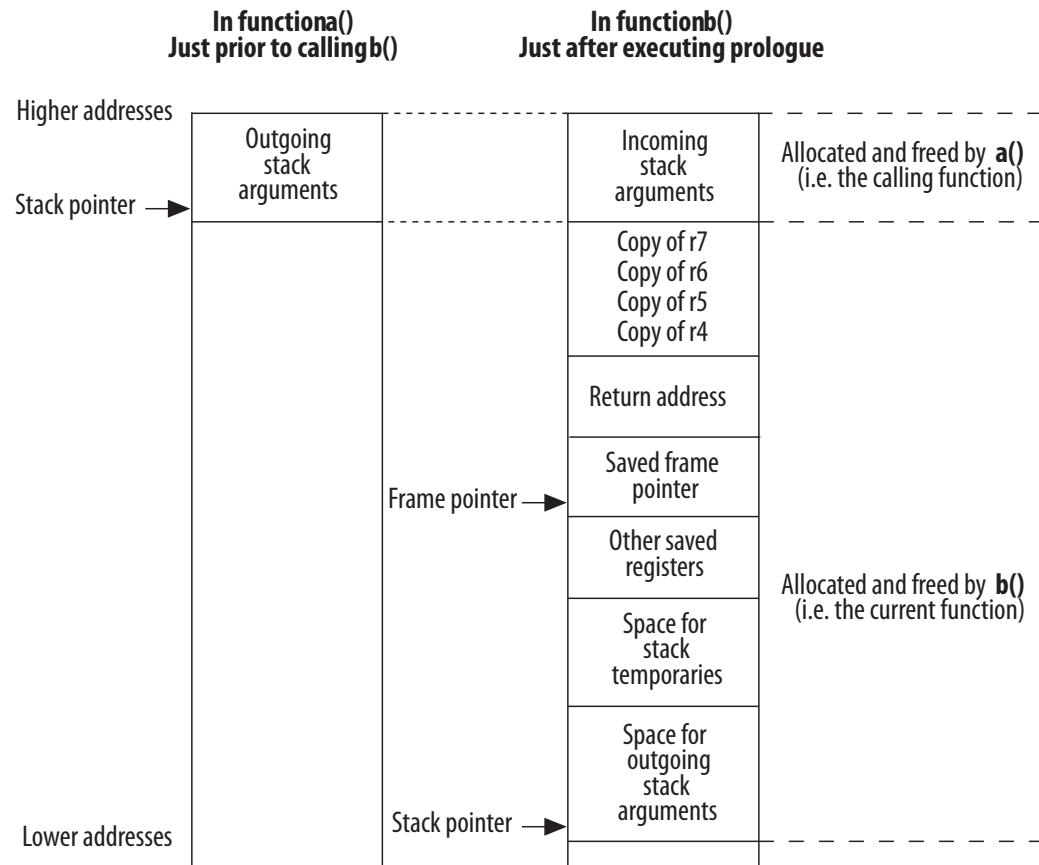 In functiona()
Just prior to callingb()
In functionb()
Just after executing prologue
Higher addresses
Outgoing
stack
arguments
Incoming
stack
arguments
Allocated and freed by a()
(i.e. the calling function)
Stack pointer
Copy of r7
Copy of r6
Copy of r5
Copy of r4
Return address
Saved frame
pointer
Frame pointer
Other saved
registers
Allocated and freed by b()
(i.e. the current function)
Space for
stack
temporaries
Space for
outgoing
stack
arguments
Stack pointer
Lower addresses